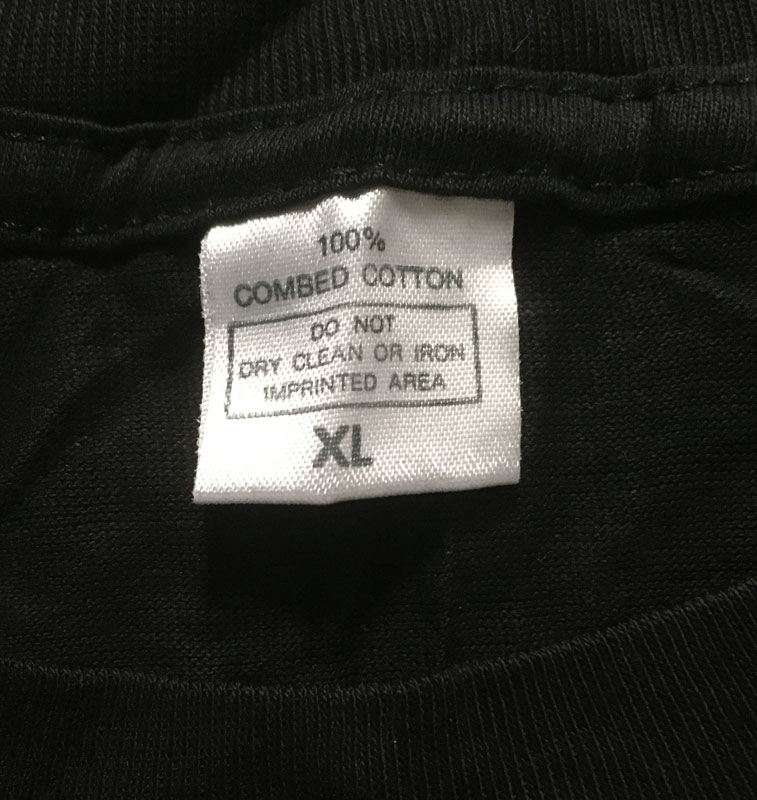 100%
COMBED COTTON
DO NOT
DRY CLEAN OR IRON
IMPRINTED AREA
XL